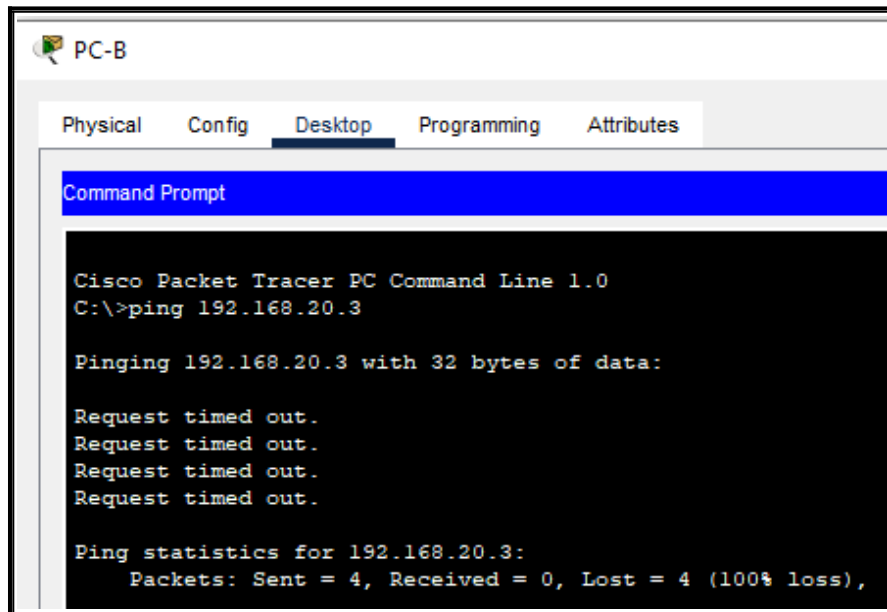 PC-B
Physical Config Desktop Programming Attributes
Command Prompt
Cisco Packet Tracer PC Command Line 1.0
C:\>ping 192.168.20.3
Pinging 192.168.20.3 with 32 bytes of data:
Request timed out.
Request timed out.
Request timed out.
Request timed out.
Ping statistics for 192.168.20.3:
Packets: Sent = 4, Received = 0, Lost = 4 (100% loss),